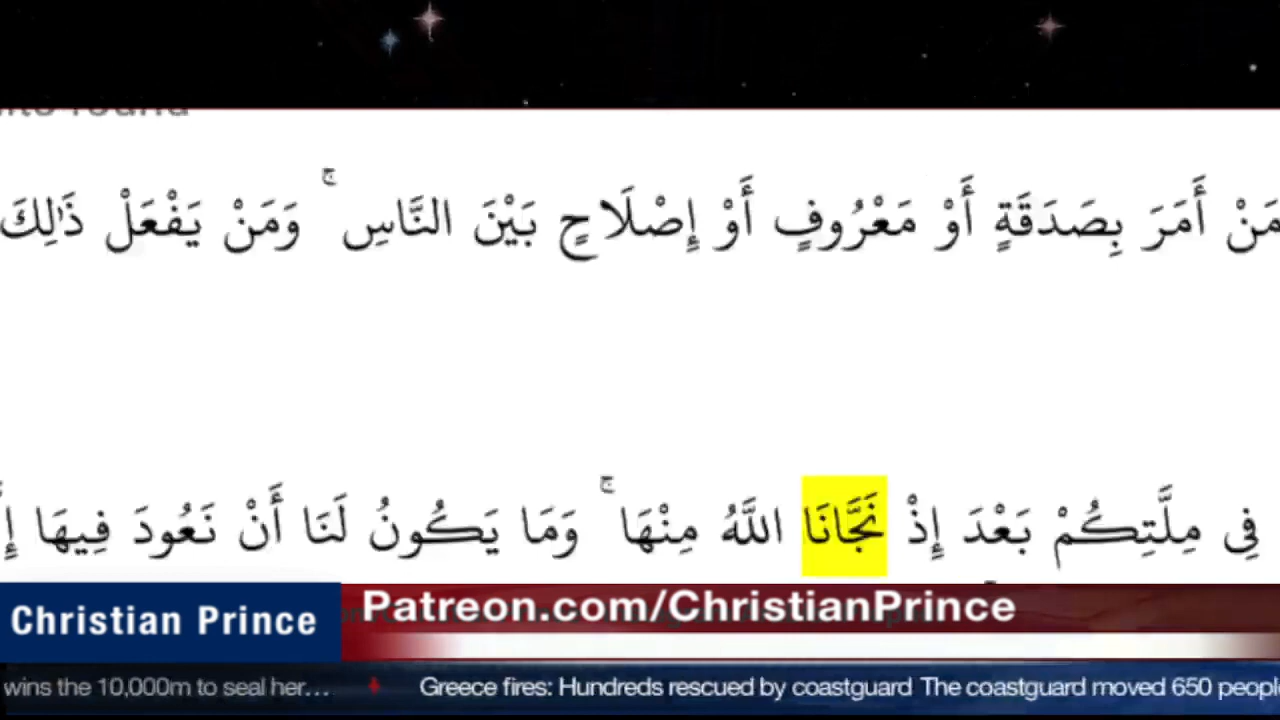 مَنْ أَمَرَ بِصَدَقَةٍ أَوْ مَعْرُوفٍ أَوْ إِصْلَاحٍ بَيْنَ النَّاسِ ۚ وَمَنْ يَفْعَلْ ذَٰلِكَ
فِي مِلَّتِكُمْ بَعْدَ إِذْ نَجَّانَا اللَّهُ مِنْهَا ۚ وَمَا يَكُونُ لَنَا أَنْ نَعُودَ فِيهَا
Patreon.com/ChristianPrince
Christian Prince
wins the 10,000m to seal her... Greece fires: Hundreds rescued by coastguard The coastguard moved 650 people